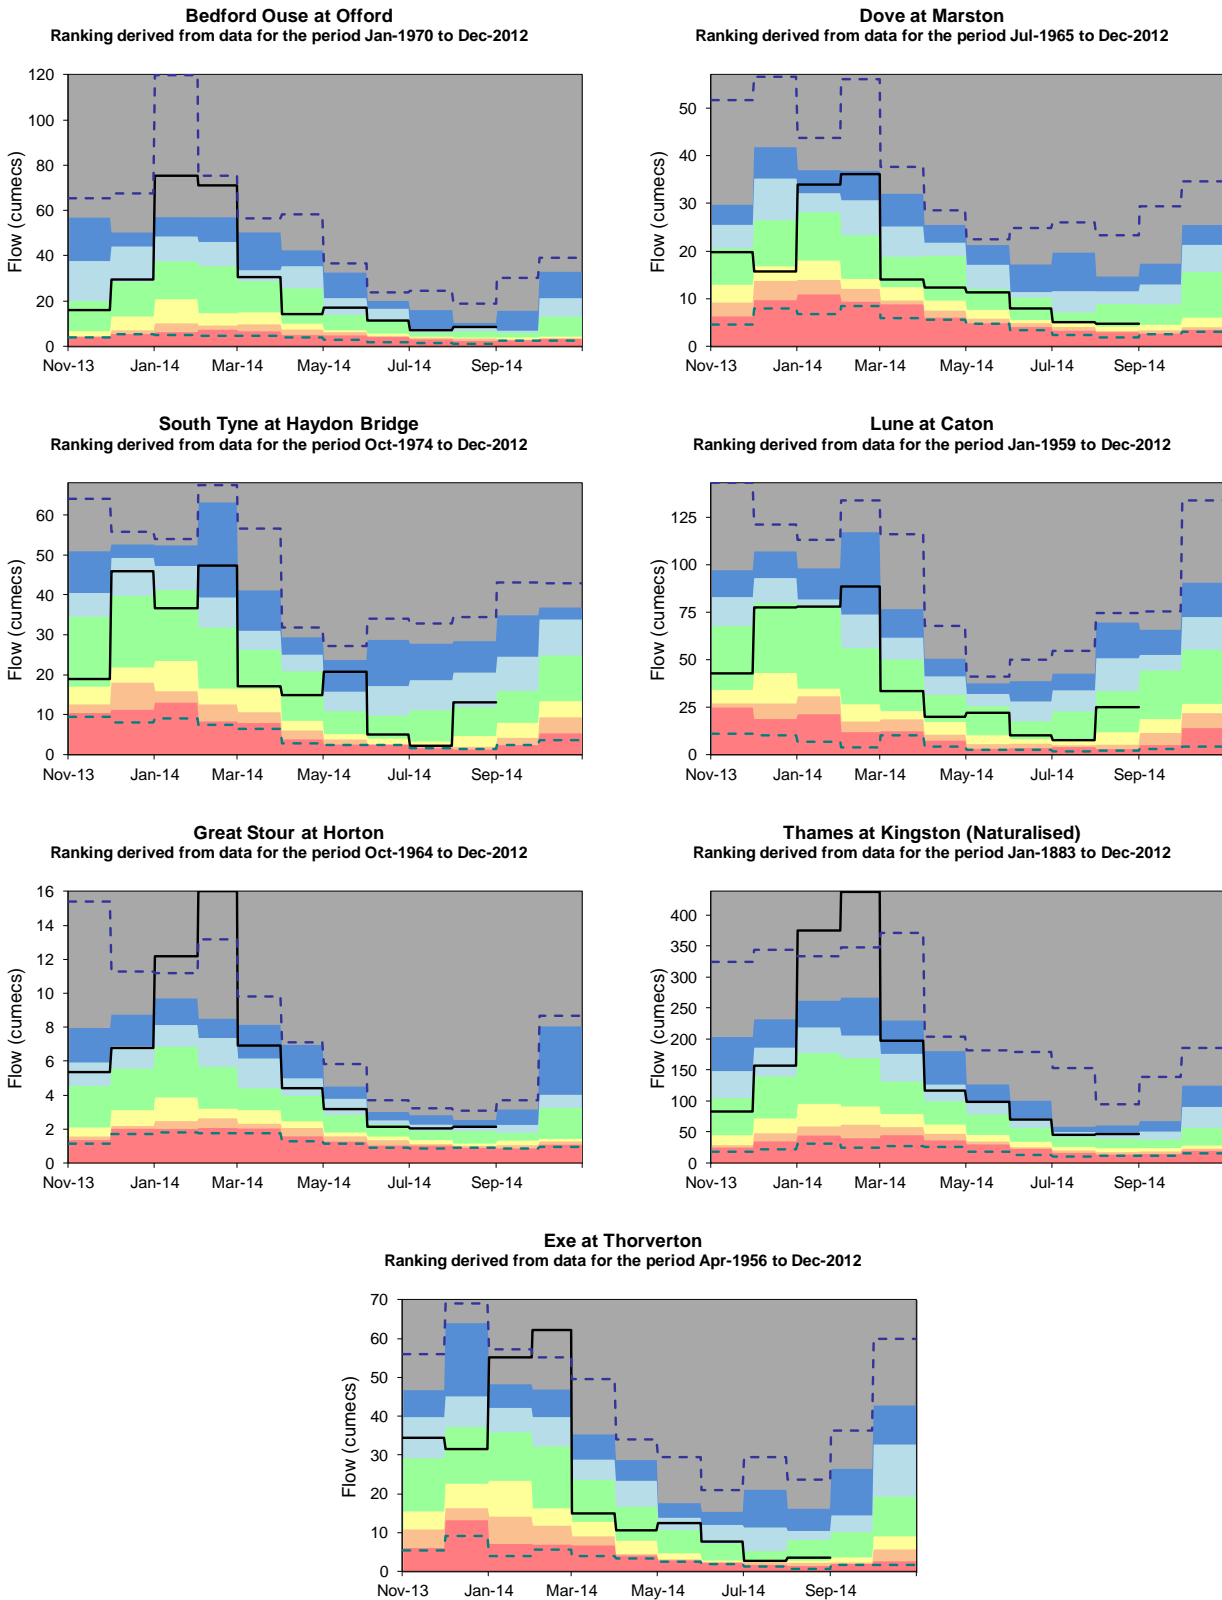 Bedford Ouse at Offord
Ranking derived from data for the period Jan-1970 to Dec-2012
Flow (cumecs)
120
100
80
60
40
20
0
Nov-13 Jan-14 Mar-14 May-14 Jul-14 Sep-14
Dove at Marston
Ranking derived from data for the period Jul-1965 to Dec-2012
Flow (cumecs)
50
40
30
20
10
0
Nov-13 Jan-14 Mar-14 May-14 Jul-14 Sep-14
South Tyne at Haydon Bridge
Ranking derived from data for the period Oct-1974 to Dec-2012
Flow (cumecs)
60
50
40
30
20
10
0
Nov-13 Jan-14 Mar-14 May-14 Jul-14 Sep-14
Lune at Caton
Ranking derived from data for the period Jan-1959 to Dec-2012
Flow (cumecs)
125
100
75
50
25
0
Nov-13 Jan-14 Mar-14 May-14 Jul-14 Sep-14
Great Stour at Horton
Ranking derived from data for the period Oct-1964 to Dec-2012
Flow (cumecs)
16
14
12
10
8
6
4
2
0
Nov-13 Jan-14 Mar-14 May-14 Jul-14 Sep-14
Thames at Kingston (Naturalised)
Ranking derived from data for the period Jan-1883 to Dec-2012
Flow (cumecs)
400
350
300
250
200
150
100
50
0
Nov-13 Jan-14 Mar-14 May-14 Jul-14 Sep-14
Exe at Thorverton
Ranking derived from data for the period Apr-1956 to Dec-2012
Flow (cumecs)
70
60
50
40
30
20
10
0
Nov-13 Jan-14 Mar-14 May-14 Jul-14 Sep-14